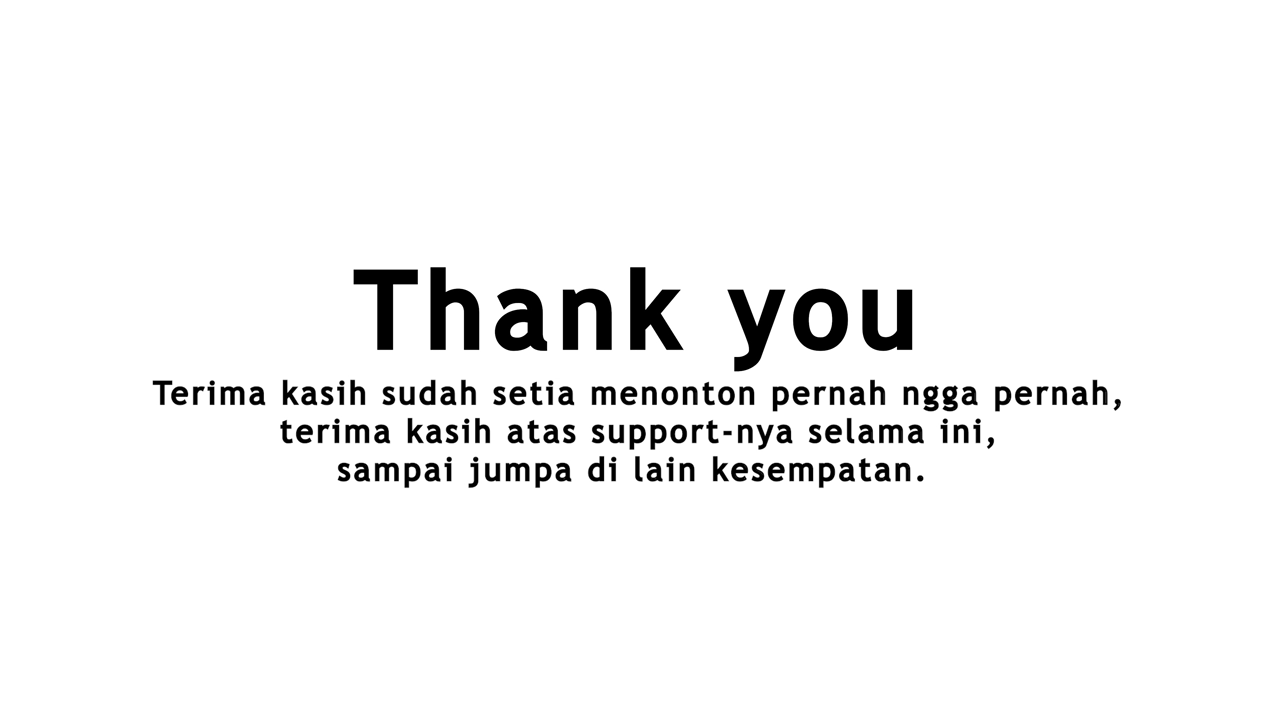 Thank you
Terima kasih sudah setia menonton pernah ngga pernah,
terima kasih atas support-nya selama ini,
sampai jumpa di lain kesempatan.